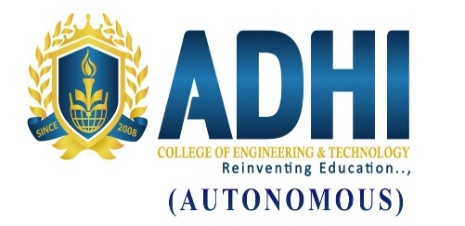 SINCE 2008
ADHI
COLLEGE OF ENGINEERING & TECHNOLOGY
Reinventing Education..,
(AUTONOMOUS)